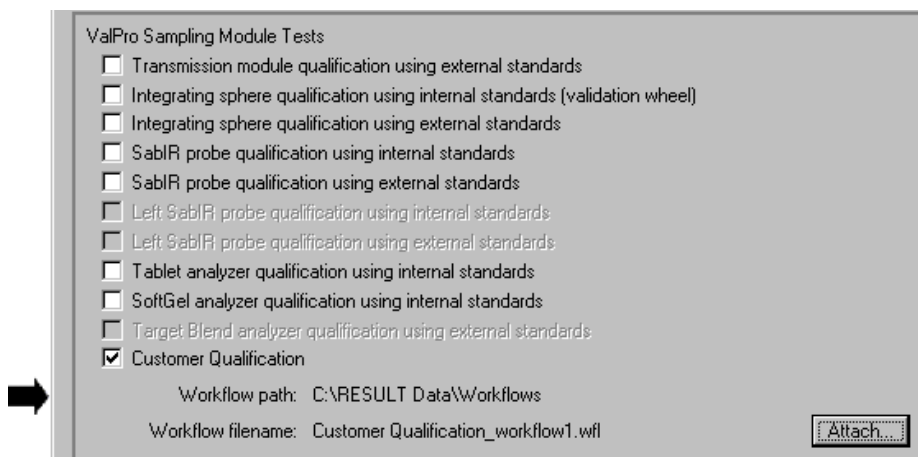 ValPro Sampling Module Tests
Transmission module qualification using external standards
Integrating sphere qualification using internal standards (validation wheel)
Integrating sphere qualification using external standards
SabIR probe qualification using internal standards
SabIR probe qualification using external standards
Left SabIR probe qualification using internal standards
Left SabIR probe qualification using external standards
Tablet analyzer qualification using internal standards
SoftGel analyzer qualification using internal standards
Target Blend analyzer qualification using external standards
Customer Qualification
Workflow path: C:\RESULT Data\Workflows
Workflow filename: Customer Qualification_workflow1.wfl Attach...